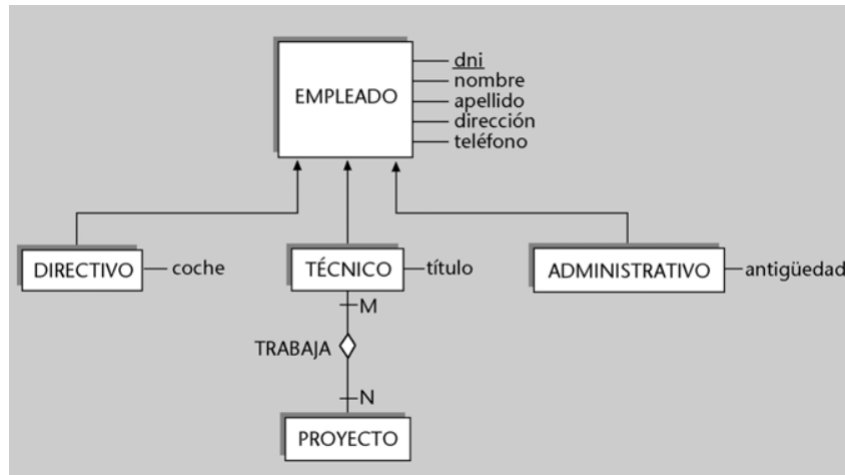 EMPLEADO
dni
nombre
apellido
dirección
teléfono
DIRECTIVO
coche
TÉCNICO
título
ADMINISTRATIVO
antigüedad
M
TRABAJA
N
PROYECTO